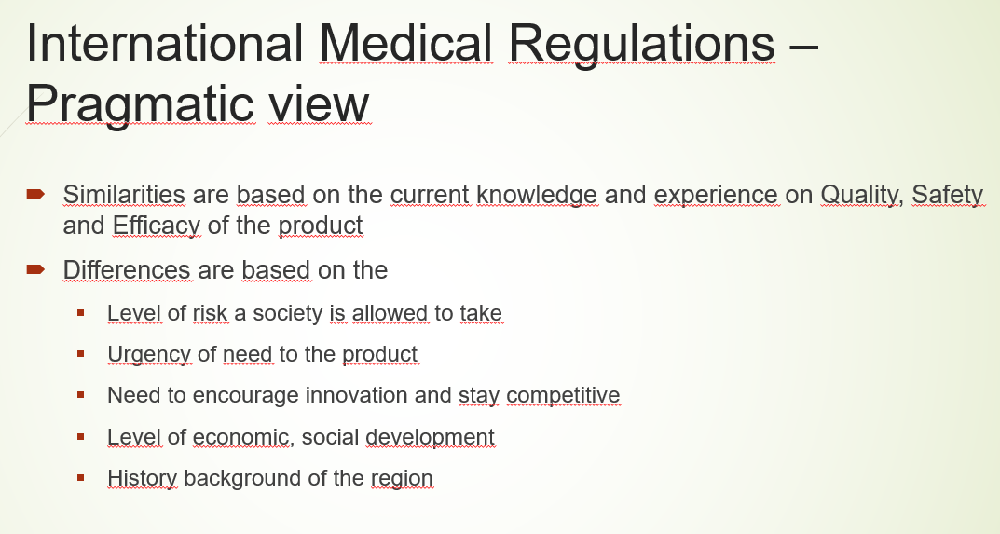 International Medical Regulations –
Pragmatic view
Similarities are based on the current knowledge and experience on Quality, Safety
and Efficacy of the product
Differences are based on the
Level of risk a society is allowed to take
Urgency of need to the product
Need to encourage innovation and stay competitive
Level of economic, social development
History background of the region